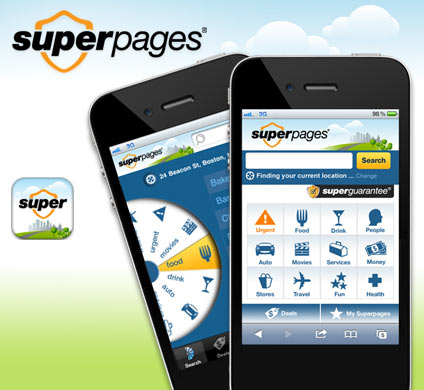 superpages®
super
3G
superpages
24 Beacon St, Boston,
urgent
movies
food
drink
auto
Search
3G 98%
superpages®
Search
Finding your current location ... Change
superguarantee®
Urgent Food Drink People
Auto Movies Services Money
Stores Travel Fun Health
Deals My Superpages